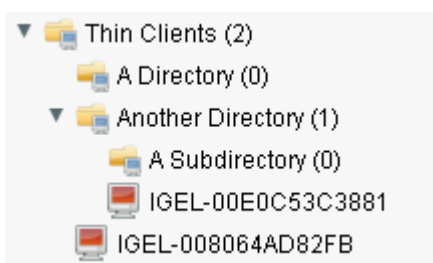 Thin Clients (2)
A Directory (0)
Another Directory (1)
A Subdirectory (0)
IGEL-00E0C53C3881
IGEL-008064AD82FB